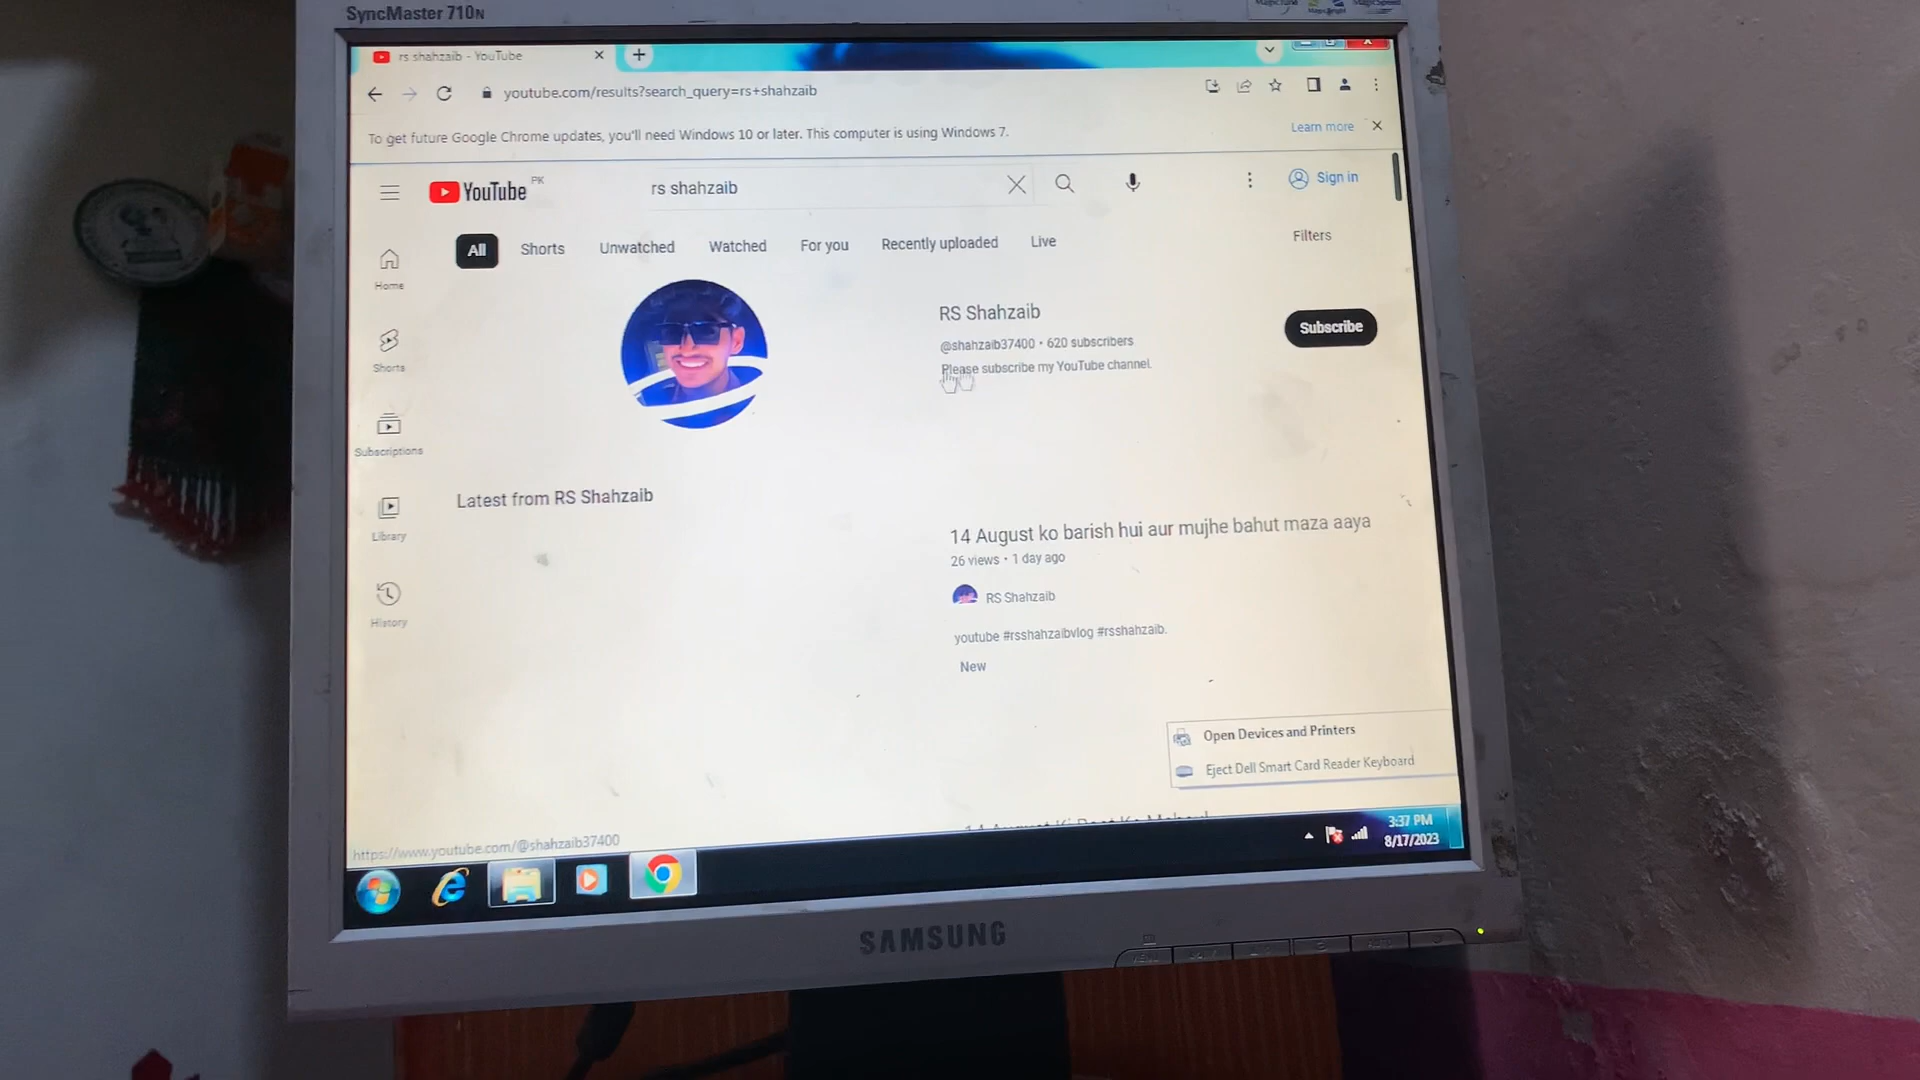 SyncMaster 710N
rs shahzaib - YouTube
youtube.com/results?search_query=rs+shahzaib
To get future Google Chrome updates, you'll need Windows 10 or later. This computer is using Windows 7.
Learn more
YouTube PK
rs shahzaib
Sign in
All Shorts Unwatched Watched For you Recently uploaded Live
Filters
Home
Shorts
Subscriptions
Library
History
RS Shahzaib
@shahzaib37400 • 620 subscribers
Please subscribe my YouTube channel.
Subscribe
Latest from RS Shahzaib
14 August ko barish hui aur mujhe bahut maza aaya
26 views • 1 day ago
RS Shahzaib
youtube #rsshahzaibvlog #rsshahzaib.
New
Open Devices and Printers
Eject Dell Smart Card Reader Keyboard
https://www.youtube.com/@shahzaib37400
3:37 PM
8/17/2023
SAMSUNG